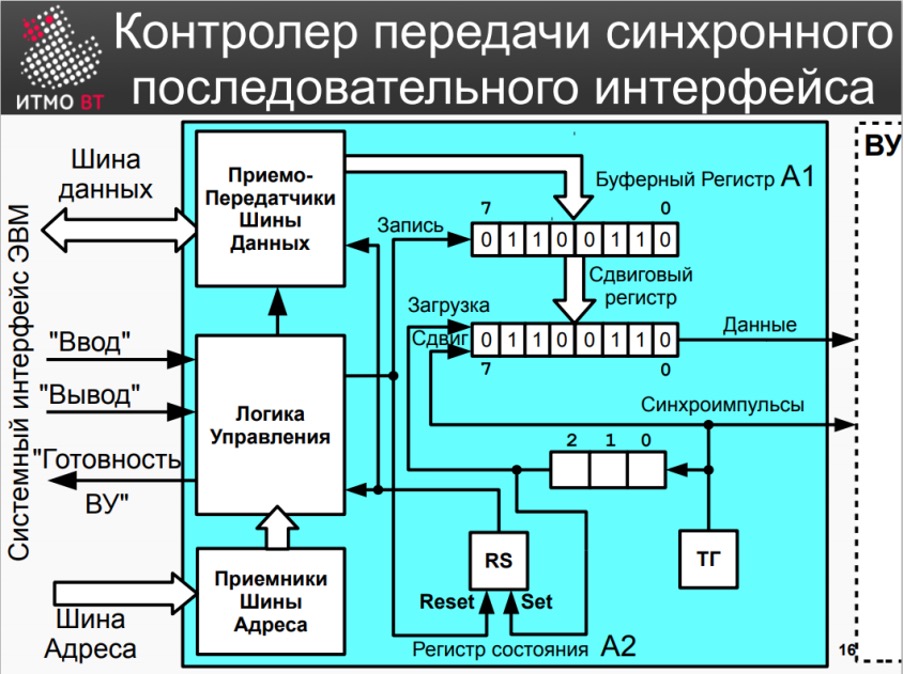 ИТМО ВТ
Контролер передачи синхронного
последовательного интерфейса
Системный интерфейс ЭВМ
Шина
данных
"Ввод"
"Вывод"
"Готовность
ВУ"
Шина
Адреса
Приемо-
Передатчики
Шины
Данных
Логика
Управления
Приемники
Шины
Адреса
Буферный Регистр А1
7 0
Запись
0 1 1 0 0 1 1 0
Сдвиговый
регистр
Загрузка
Сдвиг
0 1 1 0 0 1 1 0
7 0
Данные
Синхроимпульсы
2 1 0
RS
ТГ
Reset Set
Регистр состояния А2
ВУ
16